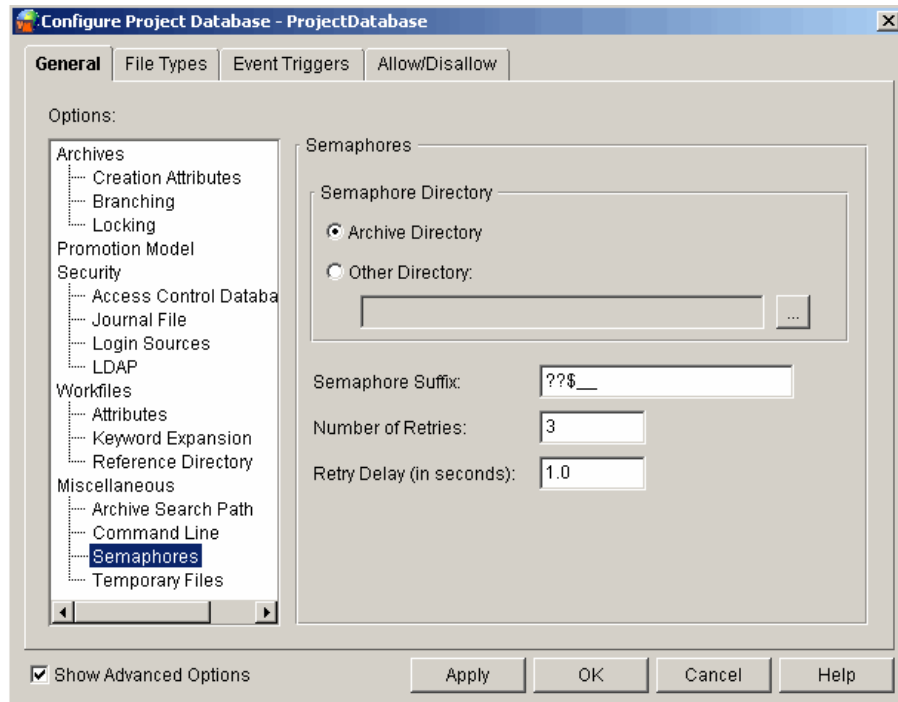 Configure Project Database - ProjectDatabase
General
File Types
Event Triggers
Allow/Disallow
Options:
Archives
Creation Attributes
Branching
Locking
Promotion Model
Security
Access Control Databa
Journal File
Login Sources
LDAP
Workfiles
Attributes
Keyword Expansion
Reference Directory
Miscellaneous
Archive Search Path
Command Line
Semaphores
Temporary Files
Semaphores
Semaphore Directory
Archive Directory
Other Directory:
...
Semaphore Suffix: ??$__
Number of Retries: 3
Retry Delay (in seconds): 1.0
Show Advanced Options
Apply
OK
Cancel
Help